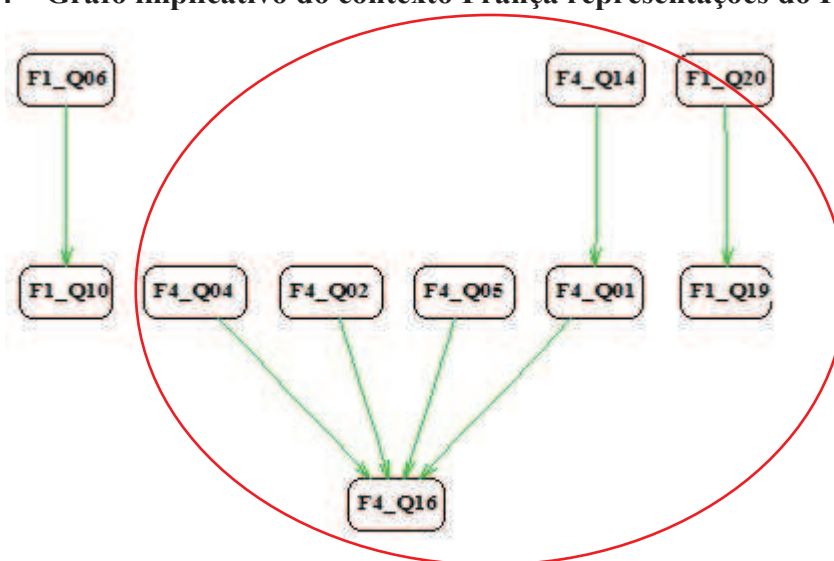 Grafo implicativo do contexto França representações do
F1_Q06 F4_Q14 F1_Q20
F1_Q10 F4_Q04 F4_Q02 F4_Q05 F4_Q01 F1_Q19
F4_Q16